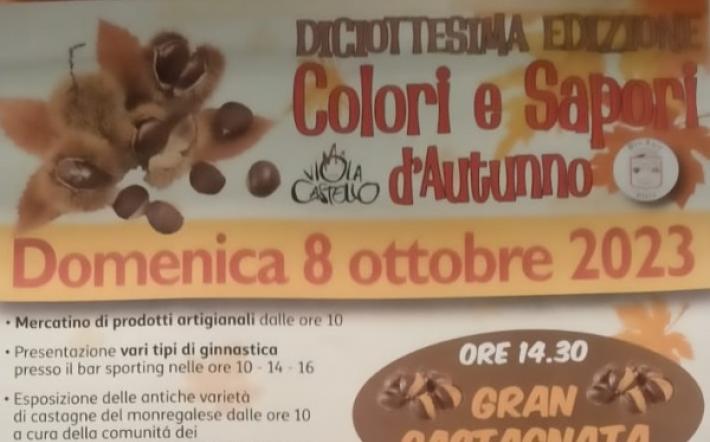 DICIOTTESIMA EDIZIONE
Colori e Sapori
A VIOLA
CASTELLO
d'Autunno
Domenica 8 ottobre 2023
• Mercatino di prodotti artigianali dalle ore 10
• Presentazione vari tipi di ginnastica
presso il bar sporting nelle ore 10 - 14 - 16
• Esposizione delle antiche varietà
di castagne del monregalese dalle ore 10
a cura della comunitá dei
ORE 14.30
GRAN
CASTAGNATA